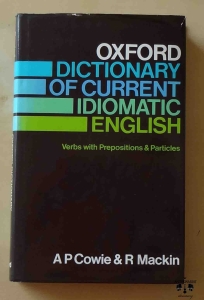 OXFORD
DICTIONARY
OF CURRENT
IDIOMATIC
ENGLISH
Verbs with Prepositions & Particles
A P Cowie & R Mackin